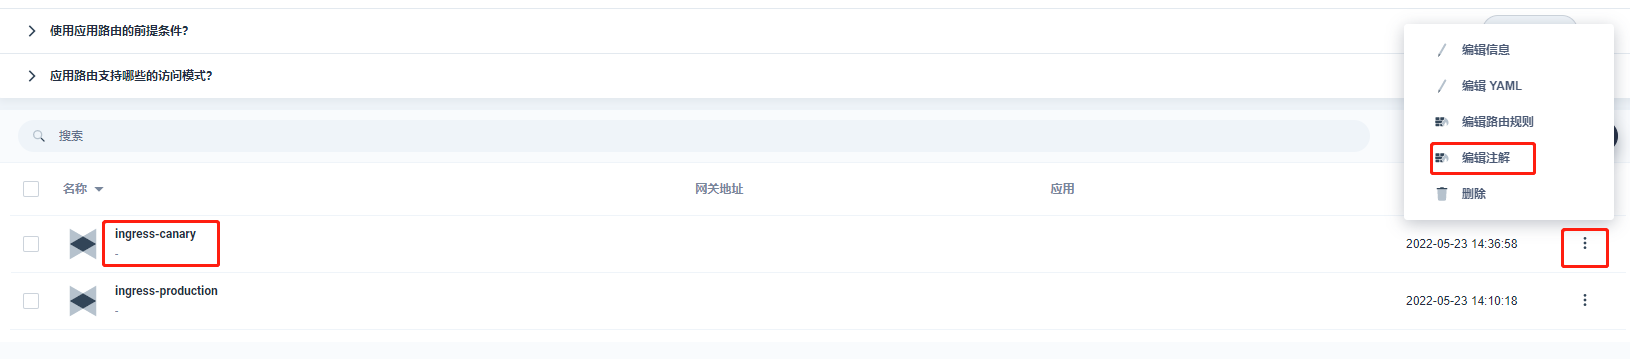 使用应用路由的前提条件?
应用路由支持哪些的访问模式?
搜索
编辑信息
编辑 YAML
编辑路由规则
编辑注解
删除
名称 网关地址 应用
ingress-canary
-
2022-05-23 14:36:58
ingress-production
-
2022-05-23 14:10:18